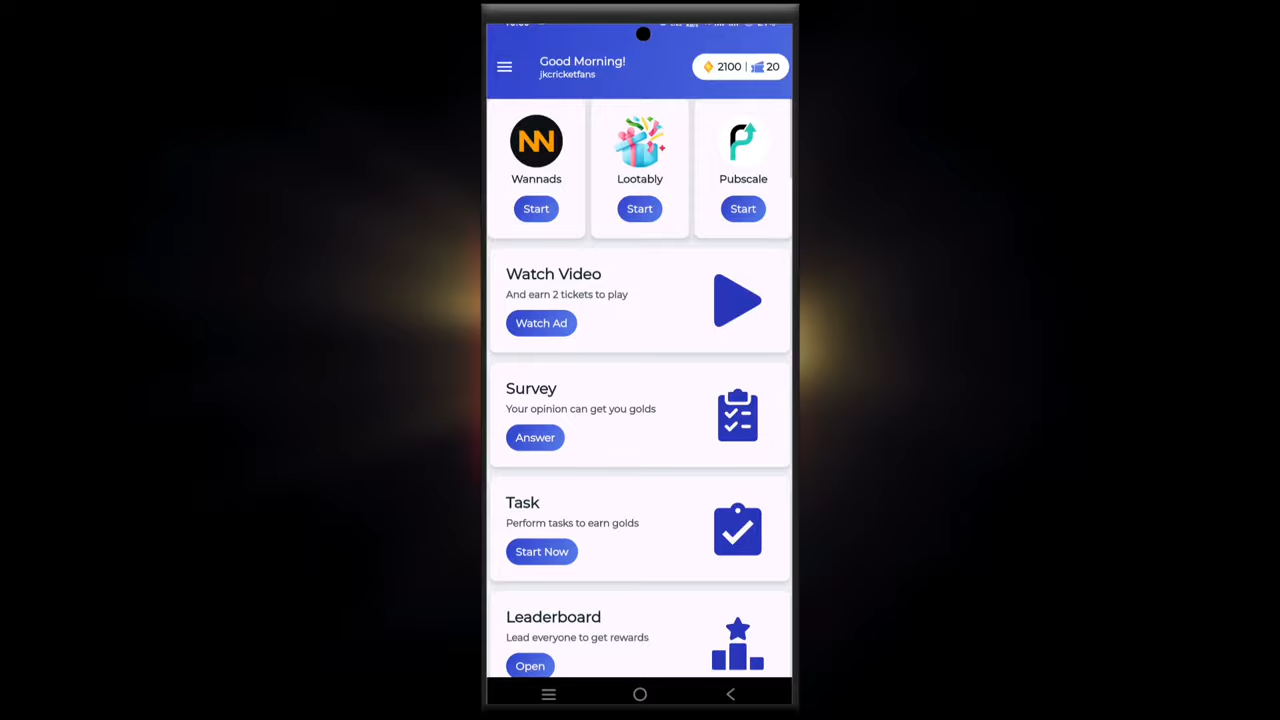 Good Morning!
jkcricketfans
2100 | 20
Wannads
Lootably
Pubscale
Start
Start
Start
Watch Video
And earn 2 tickets to play
Watch Ad
Survey
Your opinion can get you golds
Answer
Task
Perform tasks to earn golds
Start Now
Leaderboard
Lead everyone to get rewards
Open